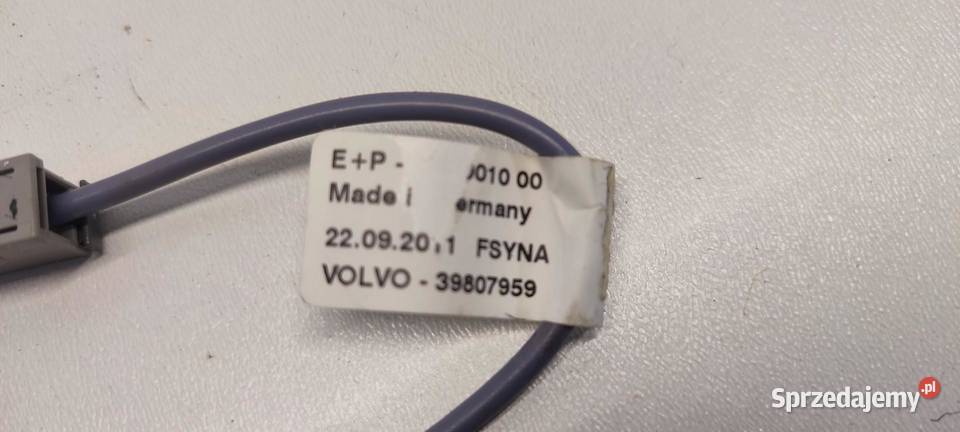 E+P - 010 00
Made i ermany
22.09.20 1 FSYNA
VOLVO - 39807959
Sprzedajemy.pl